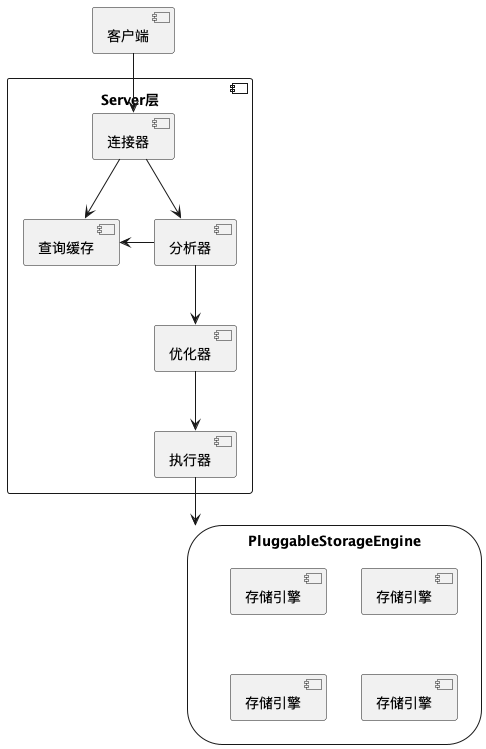 客户端
Server层
连接器
查询缓存
分析器
优化器
执行器
PluggableStorageEngine
存储引擎
存储引擎
存储引擎
存储引擎